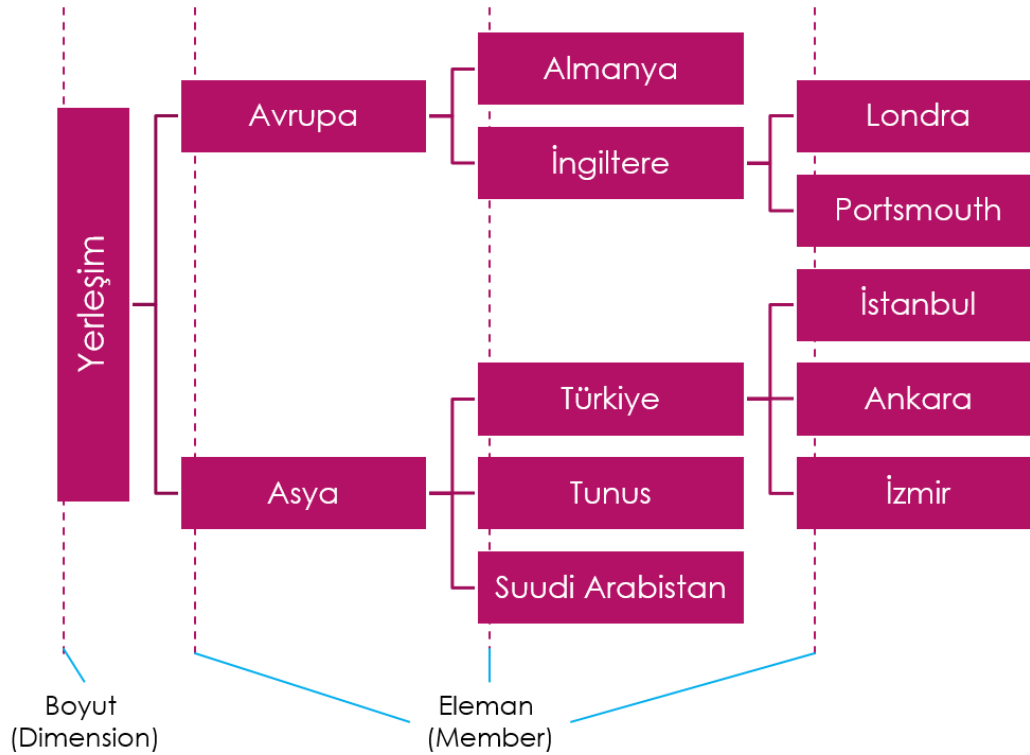 Yerleşim
Avrupa
Almanya
İngiltere
Londra
Portsmouth
Asya
Türkiye
İstanbul
Ankara
İzmir
Tunus
Suudi Arabistan
Boyut
(Dimension)
Eleman
(Member)